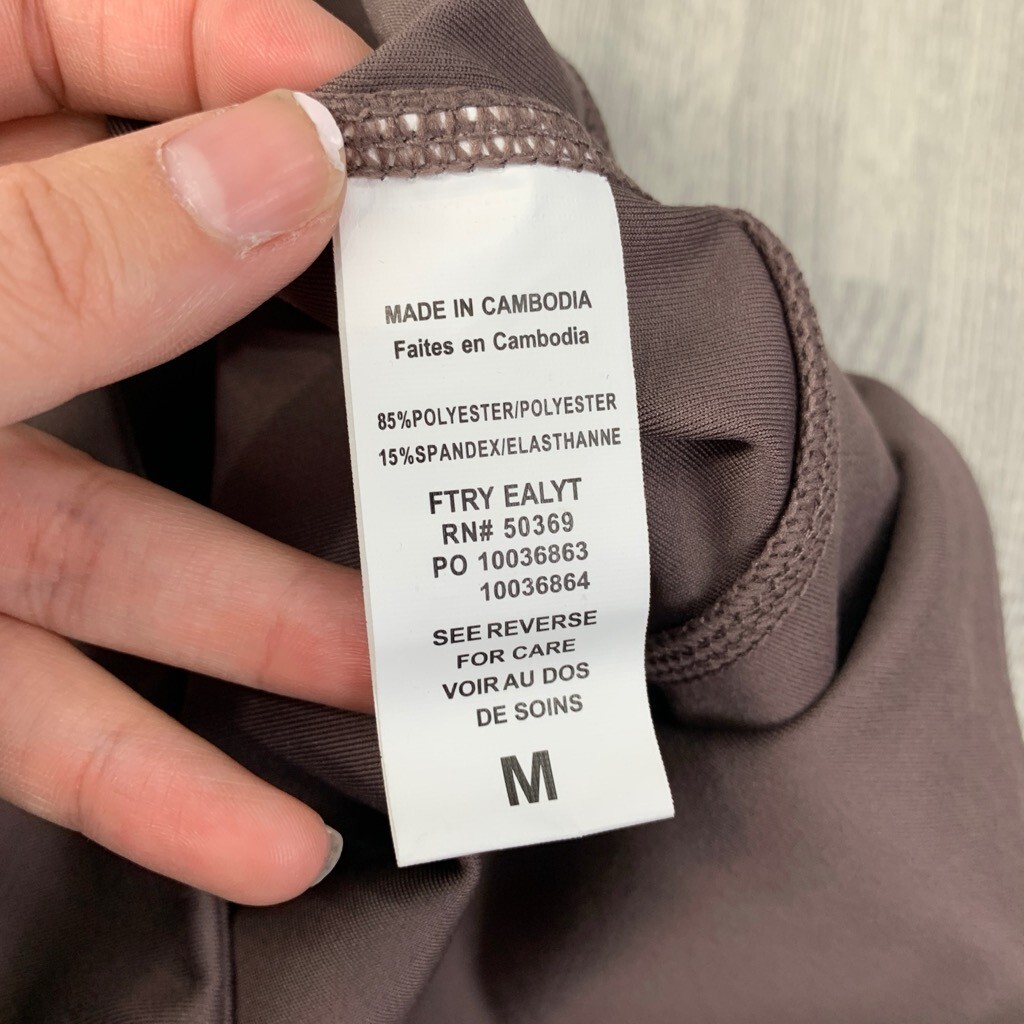 MADE IN CAMBODIA
Faites en Cambodia
85%POLYESTER/POLYESTER
15%SPANDEX/ELASTHANNE
FTRY EALYT
RN# 50369
PO 10036863
10036864
SEE REVERSE
FOR CARE
VOIR AU DOS
DE SOINS
M